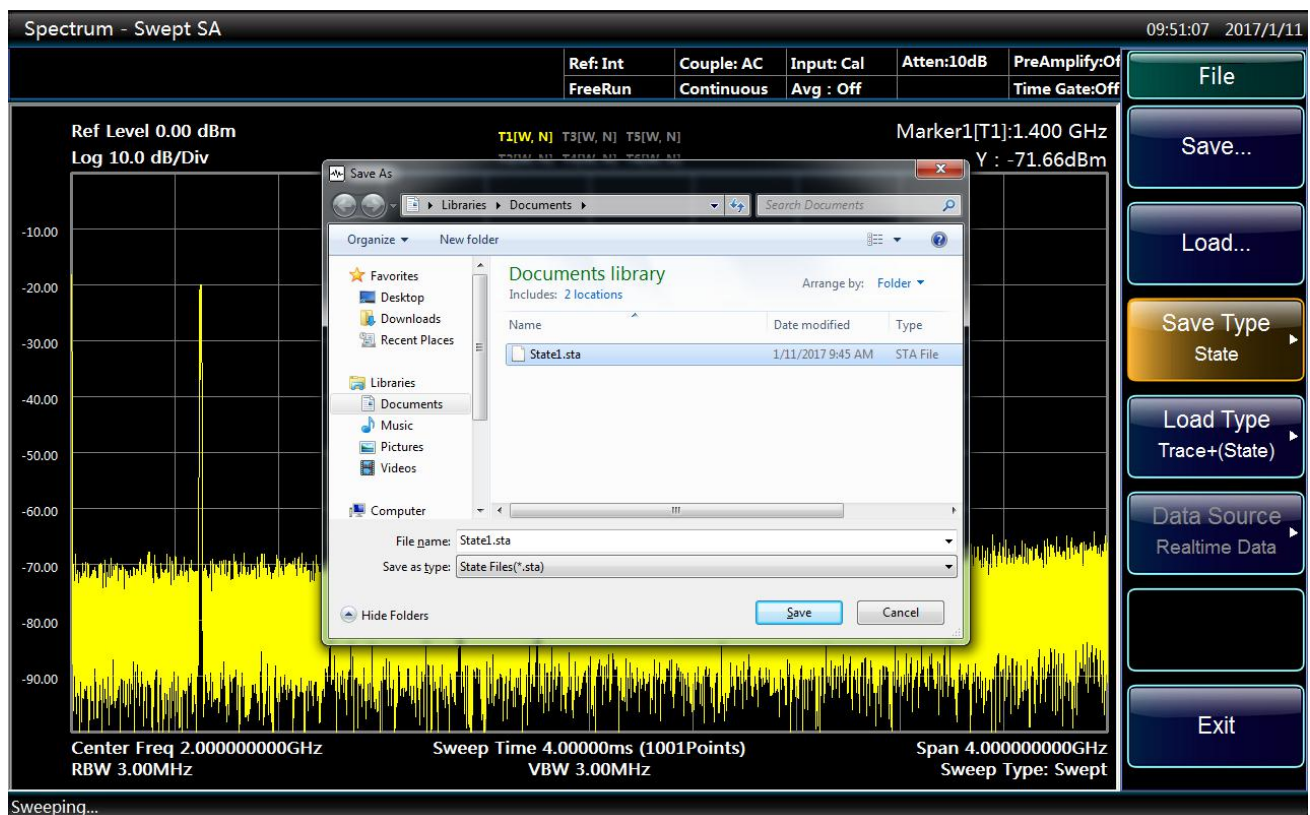 Spectrum - Swept SA
09:51:07 2017/1/11
Ref: Int Couple: AC Input: Cal Atten:10dB PreAmplify:Of
FreeRun Continuous Avg : Off Time Gate:Off
Ref Level 0.00 dBm
Log 10.0 dB/Div
T1[W, N] T3[W, N] T5[W, N]
T2[W, N] T4[W, N] T6[W, N]
Marker1[T1]:1.400 GHz
Y : -71.66dBm
-10.00
-20.00
-30.00
-40.00
-50.00
-60.00
-70.00
-80.00
-90.00
Save As
Libraries Documents
Search Documents
Organize New folder
Favorites
Desktop
Downloads
Recent Places
Libraries
Documents
Music
Pictures
Videos
Computer
Documents library
Includes: 2 locations
Arrange by: Folder
Name Date modified Type
State1.sta 1/11/2017 9:45 AM STA File
File name: State1.sta
Save as type: State Files(*.sta)
Hide Folders
Save Cancel
Center Freq 2.000000000GHz Sweep Time 4.00000ms (1001Points) Span 4.000000000GHz
RBW 3.00MHz VBW 3.00MHz Sweep Type: Swept
Sweeping...
File
Save...
Load...
Save Type
State
Load Type
Trace+(State)
Data Source
Realtime Data
Exit